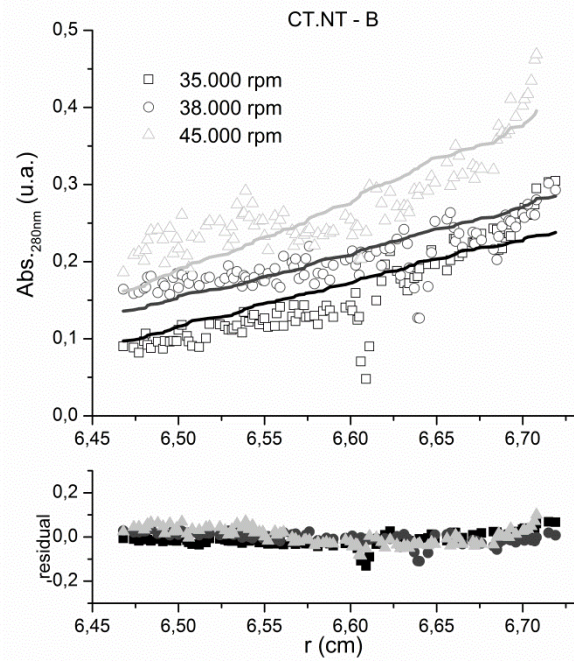 CT.NT - B
0,5
0,4
0,3
0,2
0,1
0,0
Abs.280nm (u.a.)
35.000 rpm
38.000 rpm
45.000 rpm
6,45 6,50 6,55 6,60 6,65 6,70
0,2
0,0
-0,2
residual
6,45 6,50 6,55 6,60 6,65 6,70
r (cm)